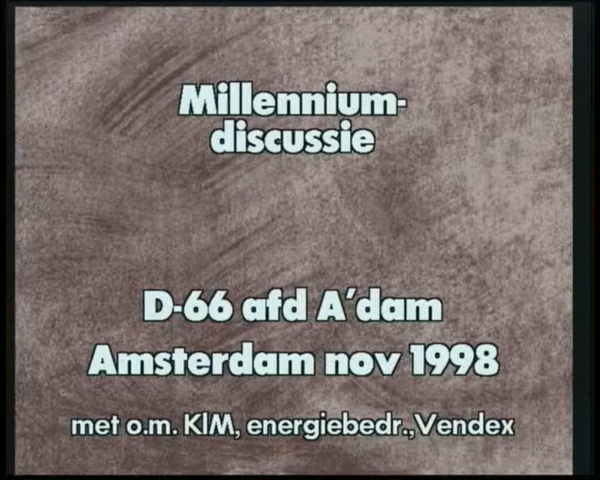 Millennium-
discussie
D-66 afd A'dam
Amsterdam nov 1998
met o.m. KlM, energiebedr.,Vendex